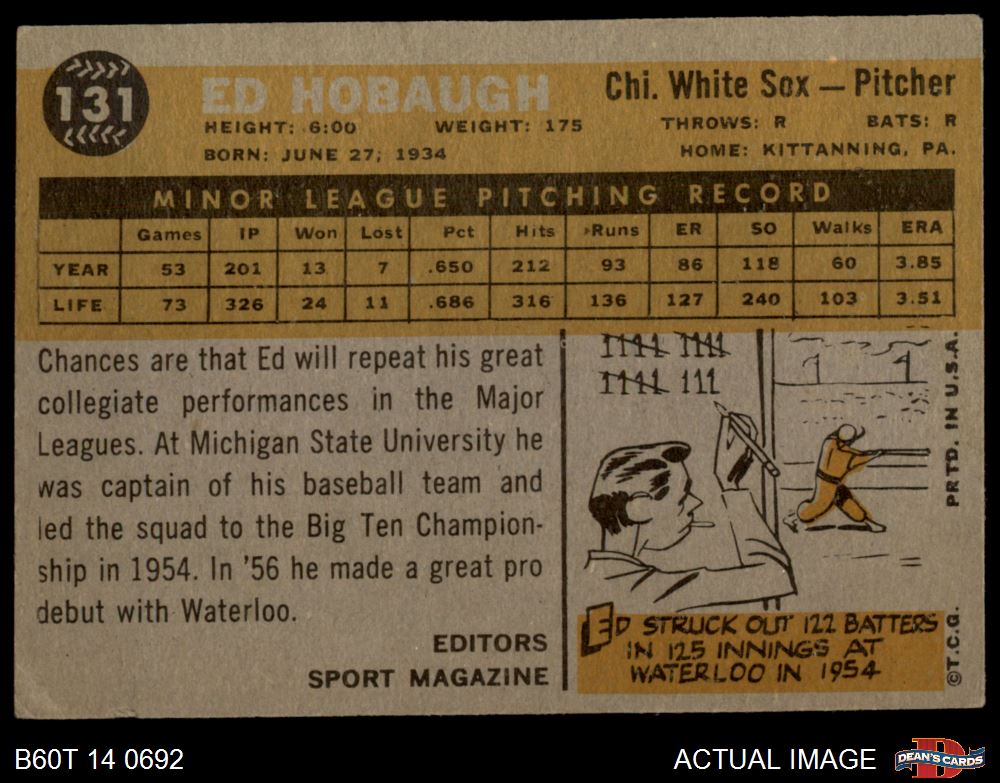 131
ED HOBAUGH
Chi. White Sox — Pitcher
HEIGHT: 6:00 WEIGHT: 175 THROWS: R BATS: R
BORN: JUNE 27, 1934 HOME: KITTANNING, PA.
MINOR LEAGUE PITCHING RECORD
Games IP Won Lost Pct Hits Runs ER SO Walks ERA
YEAR 53 201 13 7 .650 212 93 86 118 60 3.85
LIFE 73 326 24 11 .686 316 136 127 240 103 3.51
Chances are that Ed will repeat his great
collegiate performances in the Major
Leagues. At Michigan State University he
was captain of his baseball team and
led the squad to the Big Ten Champion-
ship in 1954. In '56 he made a great pro
debut with Waterloo.
EDITORS
SPORT MAGAZINE
ED STRUCK OUT 122 BATTERS
IN 125 INNINGS AT
WATERLOO IN 1954
©T.C.G. PRTD. IN U.S.A.
B60T 14 0692
ACTUAL IMAGE
D
DEAN'S CARDS